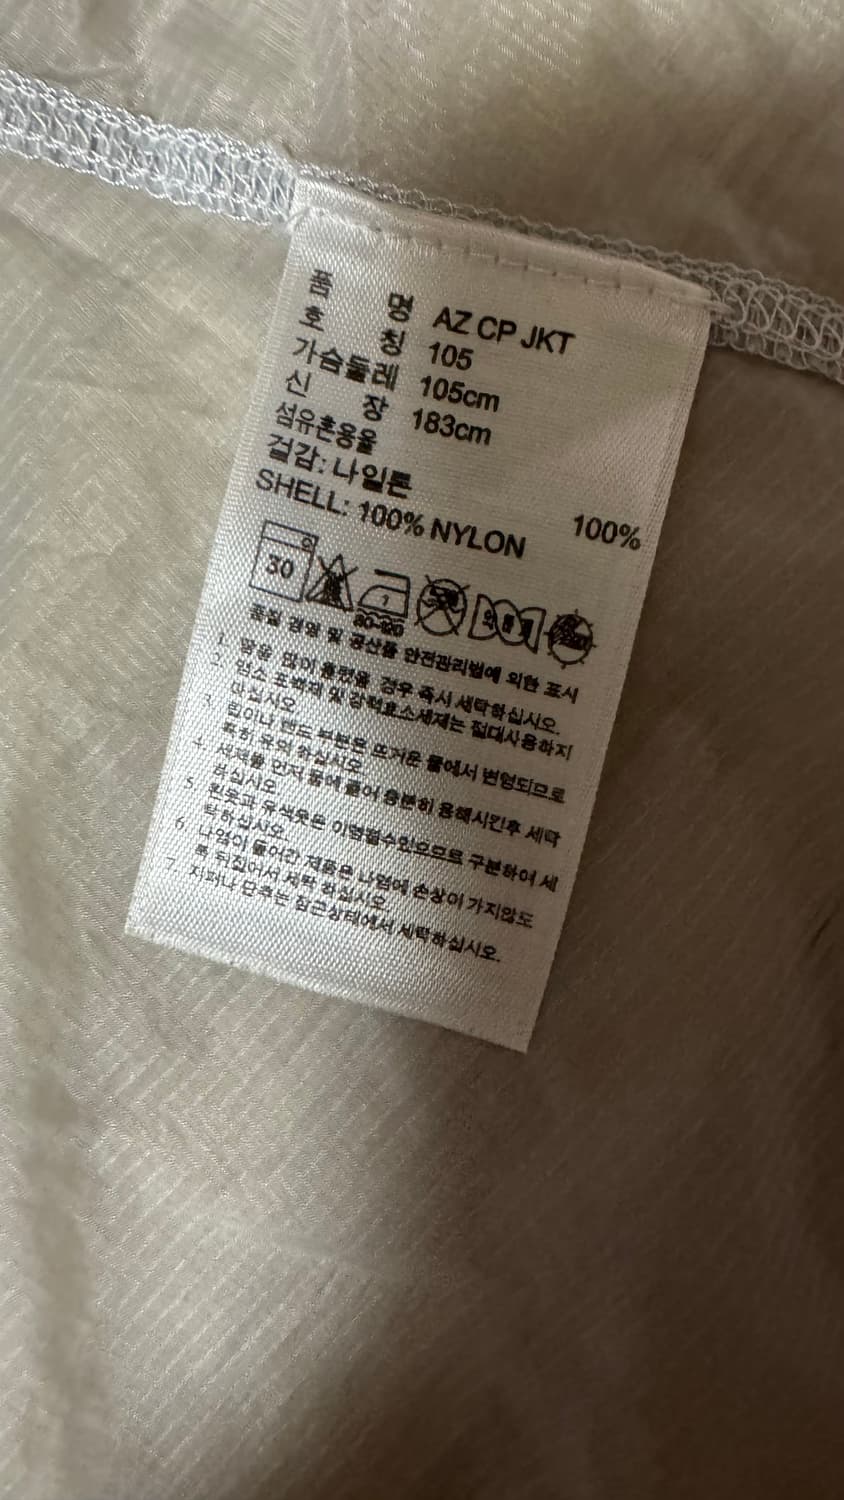 품 명 AZ CP JKT
호 칭 105
가슴둘레 105cm
신 장 183cm
섬유혼용율
겉감: 나일론 100%
SHELL: 100% NYLON
30
80~120
품질 경영 및 공산품 안전관리법에 의한 표시
1. 땀을 많이 흘렸을 경우 즉시 세탁하십시오.
2. 염소 표백제 및 강력효소세제는 절대사용하지
마십시오
3. 밴드 부분은 뜨거운 물에서 변형되므로
특히 유의 하십시오
4. 세제를 먼저 물에 풀어 충분히 용해시킨후 세탁
하십시오
5. 흰옷과 유색옷은 이염될수있으므로 구분하여 세
탁하십시오.
6. 나염이 들어간 제품은 나염에 손상이 가지않도
록 뒤집어서 세탁 하십시오
7. 지퍼나 단추는 잠근상태에서 세탁하십시오.